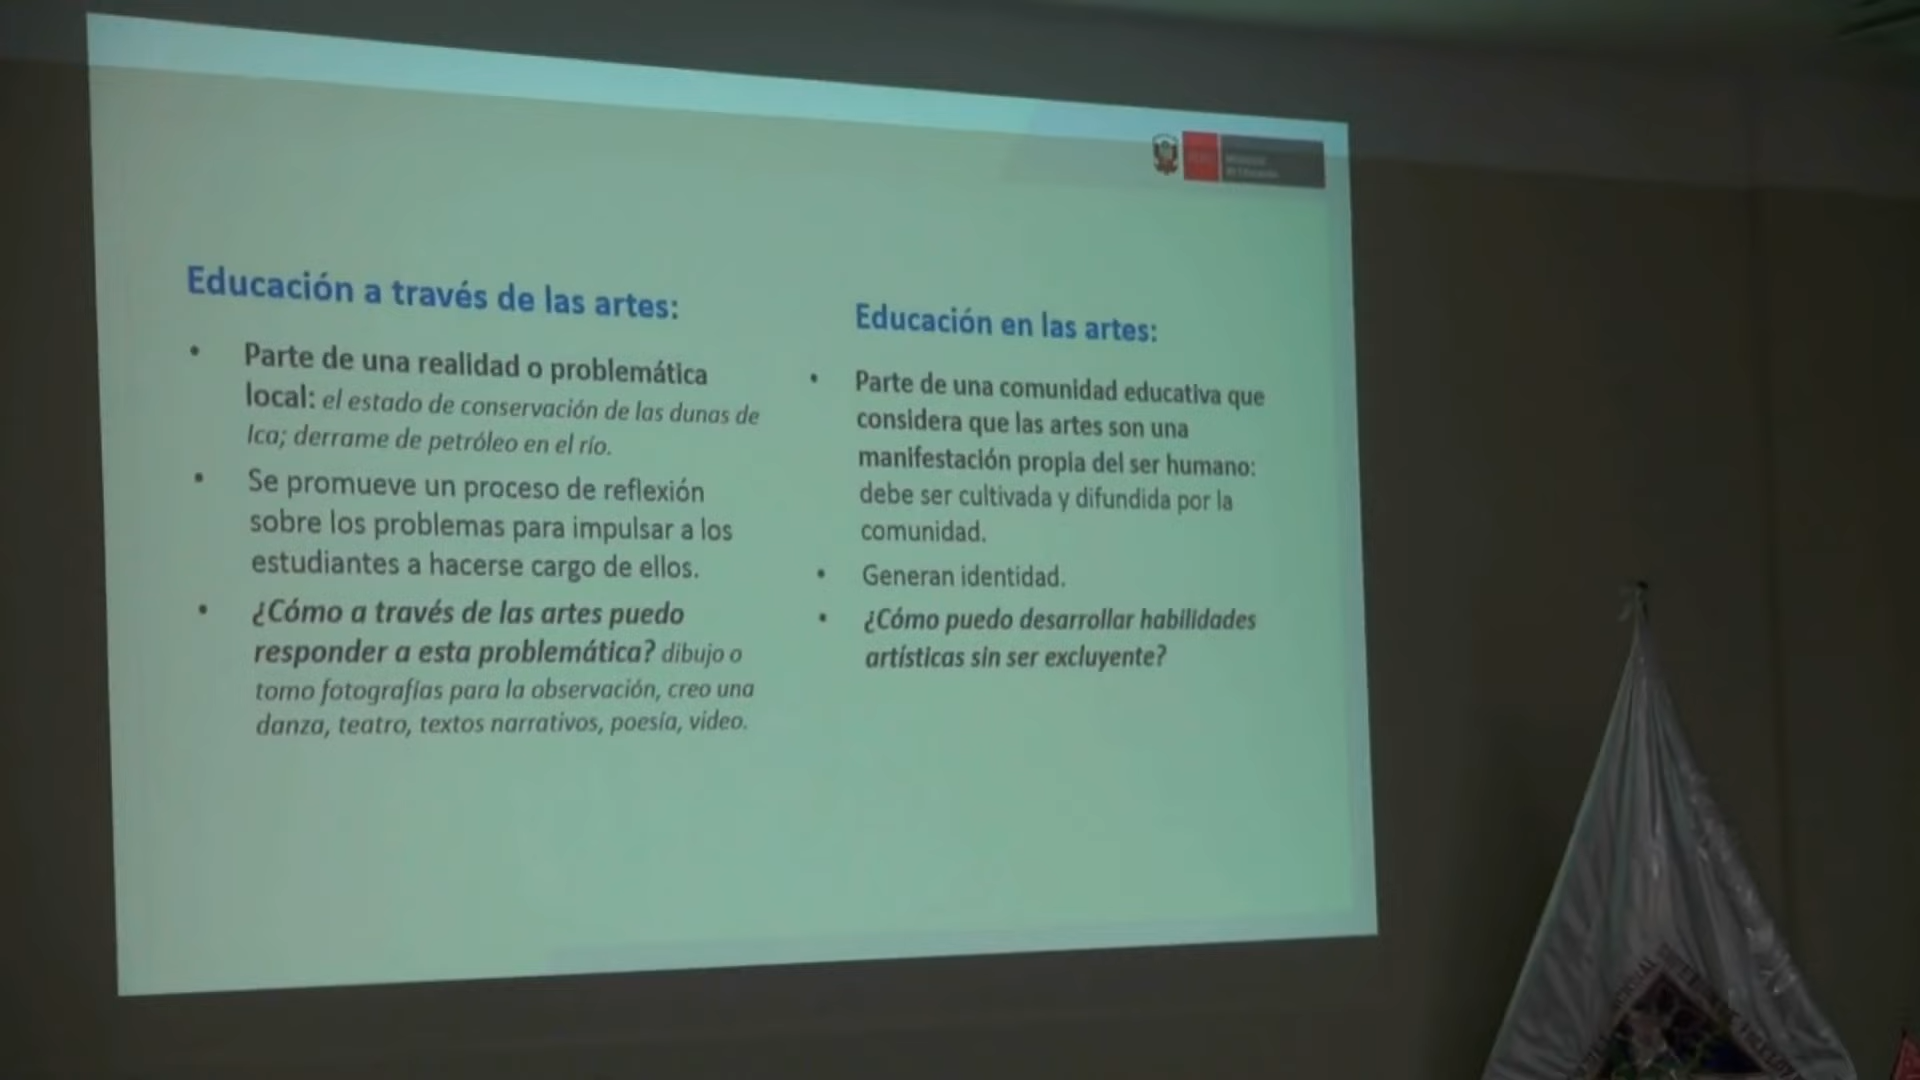 Educación a través de las artes:
• Parte de una realidad o problemática
local: el estado de conservación de las dunas de
Ica; derrame de petróleo en el río.
• Se promueve un proceso de reflexión
sobre los problemas para impulsar a los
estudiantes a hacerse cargo de ellos.
• ¿Cómo a través de las artes puedo
responder a esta problemática? dibujo o
tomo fotografías para la observación, creo una
danza, teatro, textos narrativos, poesía, video.
Educación en las artes:
• Parte de una comunidad educativa que
considera que las artes son una
manifestación propia del ser humano:
debe ser cultivada y difundida por la
comunidad.
• Generan identidad.
• ¿Cómo puedo desarrollar habilidades
artísticas sin ser excluyente?